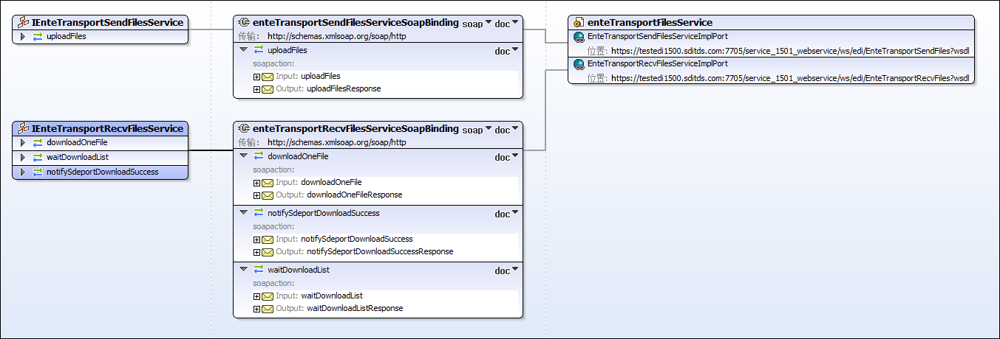 IEnteTransportSendFilesService
uploadFiles
enteTransportSendFilesServiceSoapBinding soap doc
传输: http://schemas.xmlsoap.org/soap/http
uploadFiles doc
soapaction:
Input: uploadFiles
Output: uploadFilesResponse
enteTransportFilesService
EnteTransportSendFilesServiceImplPort
位置: https://testedi1500.sditds.com:7705/service_1501_webservice/ws/edi/EnteTransportSendFiles?wsdl
EnteTransportRecvFilesServiceImplPort
位置: https://testedi1500.sditds.com:7705/service_1501_webservice/ws/edi/EnteTransportRecvFiles?wsdl
IEnteTransportRecvFilesService
downloadOneFile
waitDownloadList
notifySdeportDownloadSuccess
enteTransportRecvFilesServiceSoapBinding soap doc
传输: http://schemas.xmlsoap.org/soap/http
downloadOneFile doc
soapaction:
Input: downloadOneFile
Output: downloadOneFileResponse
notifySdeportDownloadSuccess doc
soapaction:
Input: notifySdeportDownloadSuccess
Output: notifySdeportDownloadSuccessResponse
waitDownloadList doc
soapaction:
Input: waitDownloadList
Output: waitDownloadListResponse